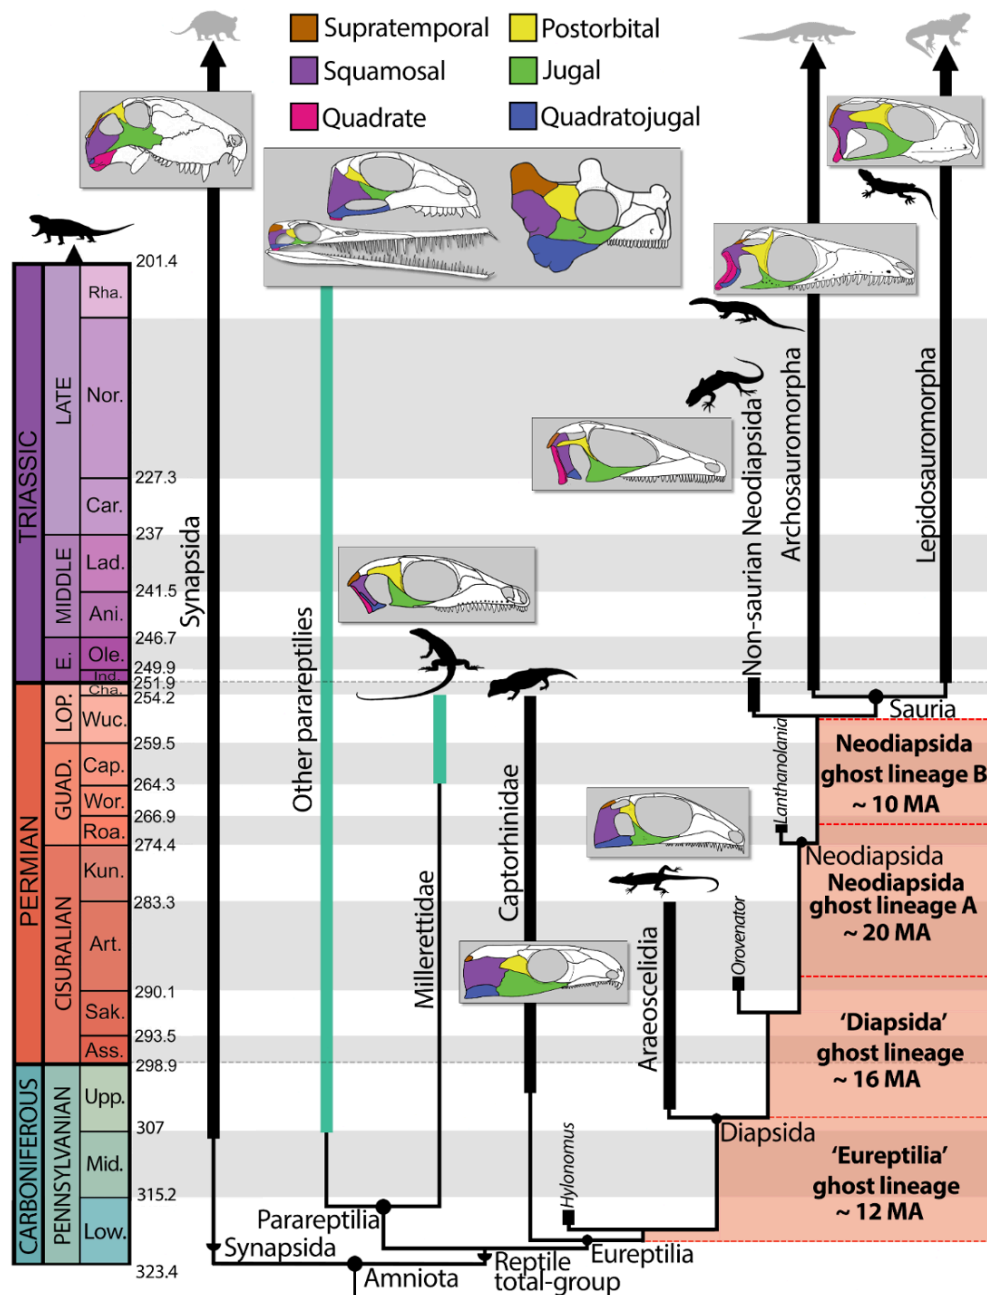 Supratemporal
Postorbital
Squamosal
Jugal
Quadrate
Quadratojugal
201.4
227.3
237
241.5
246.7
249.9
251.9
254.2
259.5
264.3
266.9
274.4
283.3
290.1
293.5
298.9
307
315.2
323.4
TRIASSIC
PERMIAN
CARBONIFEROUS
LATE
MIDDLE
E.
LOP.
GUAD.
CISURALIAN
PENNSYLVANIAN
Rha.
Nor.
Car.
Lad.
Ani.
Ole.
Ind.
Cha.
Wuc.
Cap.
Wor.
Roa.
Kun.
Art.
Sak.
Ass.
Upp.
Mid.
Low.
Synapsida
Other parareptilies
Millerettidae
Captorhinidae
Araeoscelidia
Hylonomus
Orovenator
Lanthanolania
Non-saurian Neodiapsida
Archosauromorpha
Lepidosauromorpha
Sauria
Neodiapsida
ghost lineage B
~ 10 MA
Neodiapsida
Neodiapsida
ghost lineage A
~ 20 MA
'Diapsida'
ghost lineage
~ 16 MA
Diapsida
'Eureptilia'
ghost lineage
~ 12 MA
Parareptilia
Synapsida
Amniota
Reptile
total-group
Eureptilia